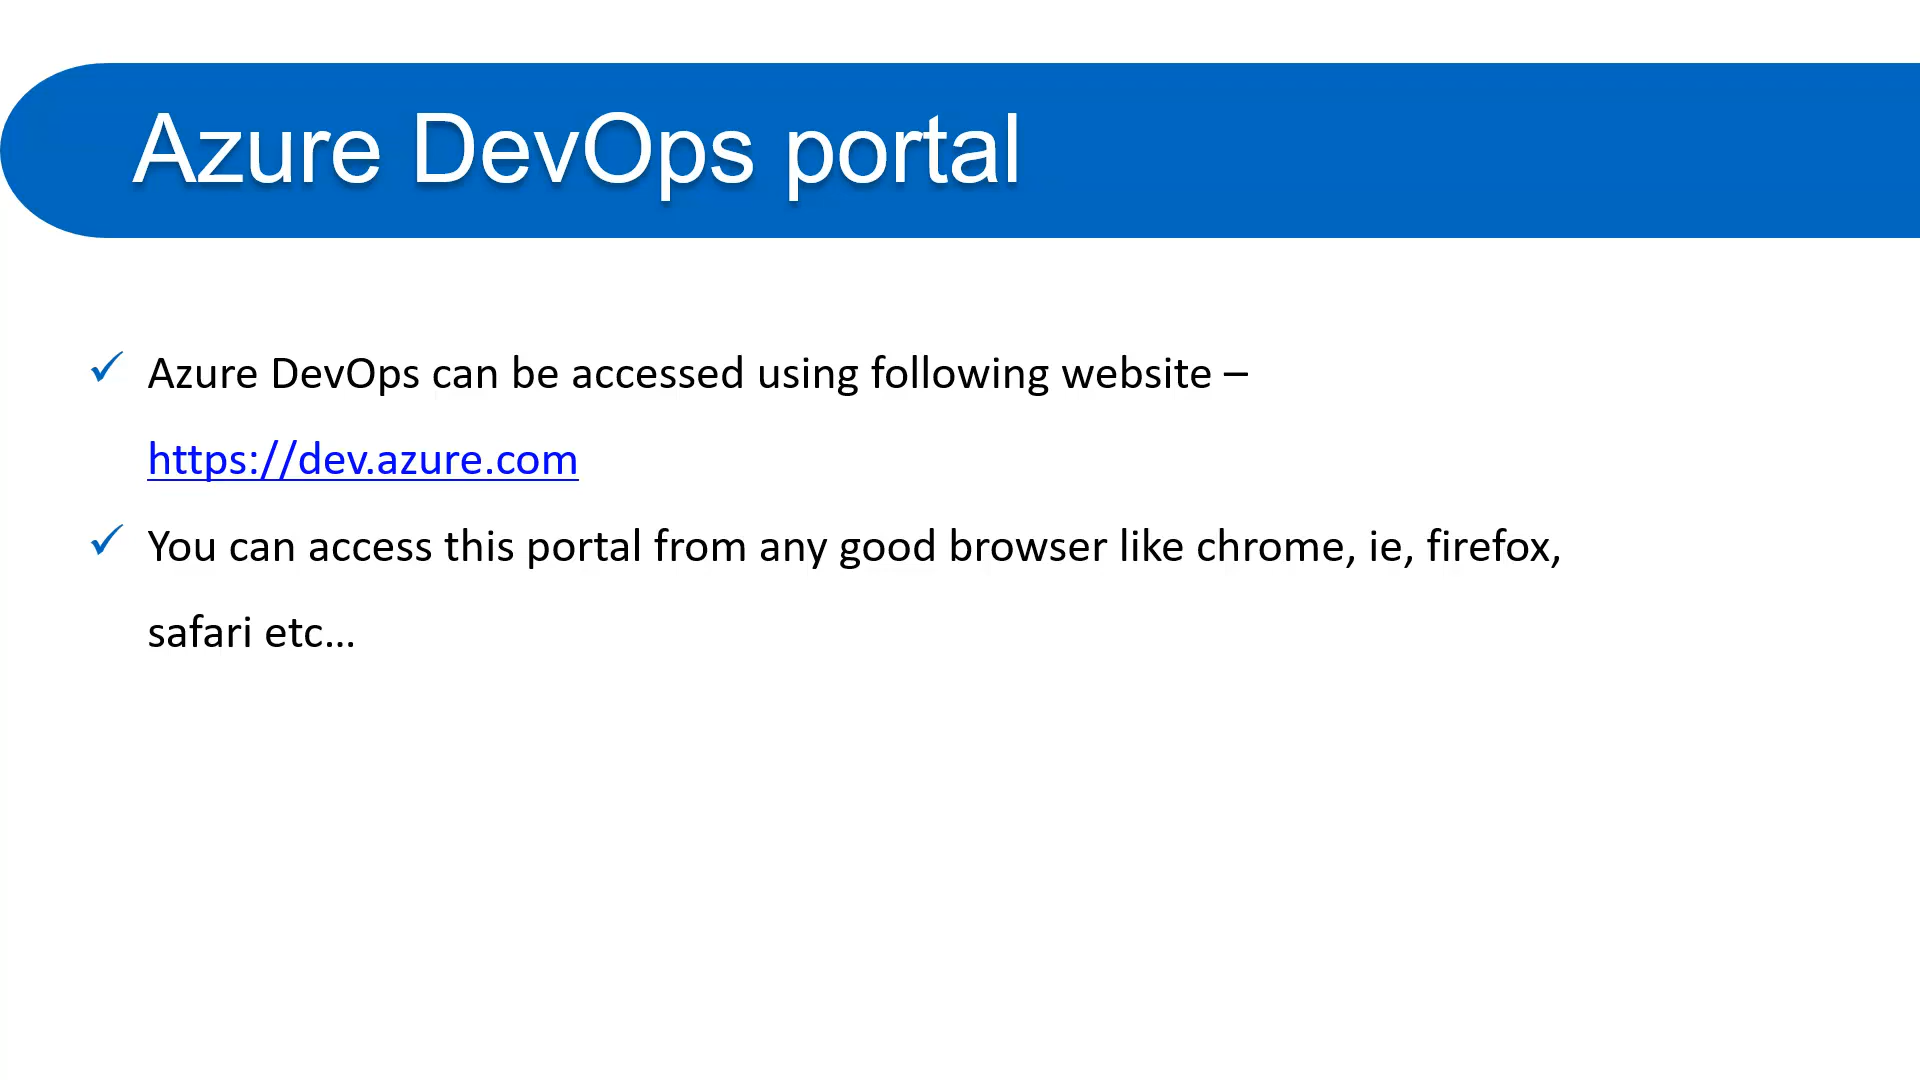 Azure DevOps portal
Azure DevOps can be accessed using following website –
https://dev.azure.com
You can access this portal from any good browser like chrome, ie, firefox,
safari etc...